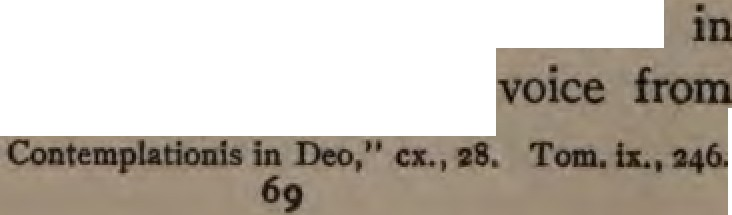 in
voice from
Contemplationis in Deo," cx., 28. Tom. ix., 246.
69